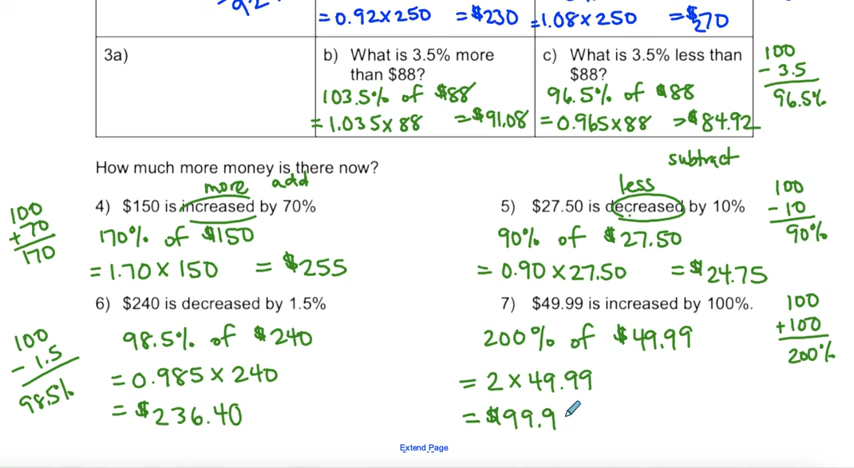 = 0.92 x 250 = $230
= 1.08 x 250 = $270
3a)
b) What is 3.5% more
than $88?
103.5% of $88
= 1.035 x 88 = $91.08
c) What is 3.5% less than
$88?
96.5% of $88
= 0.965 x 88 = $84.92
100
- 3.5
96.5%
How much more money is there now?
more add
4) $150 is increased by 70%
100
+ 70
170
170% of $150
= 1.70 x 150 = $255
subtract
less
5) $27.50 is decreased by 10%
100
- 10
90%
90% of $27.50
= 0.90 x 27.50 = $24.75
6) $240 is decreased by 1.5%
100
- 1.5
98.5%
98.5% of $240
= 0.985 x 240
= $236.40
7) $49.99 is increased by 100%.
100
+ 100
200%
200% of $49.99
= 2 x 49.99
= $99.9
Extend Page